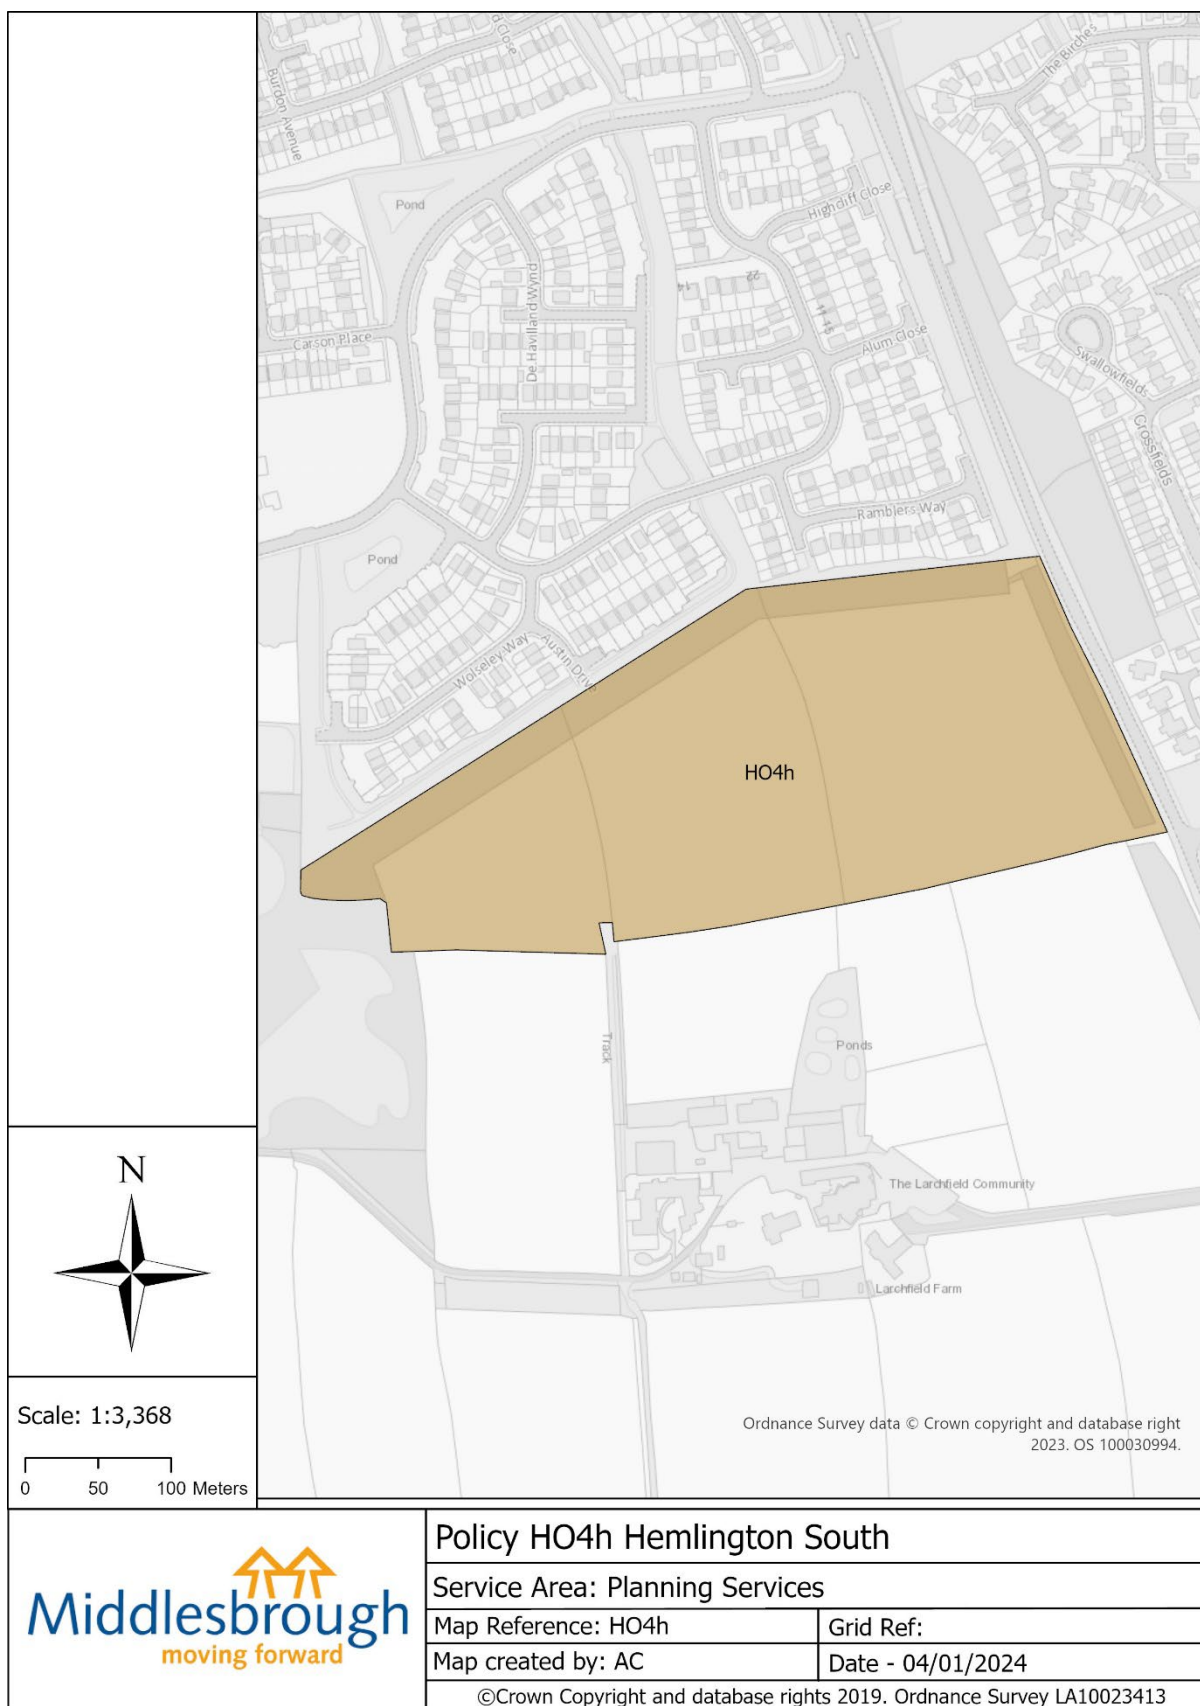 Burdon Avenue
d Close
The Birches
Pond
Highcliff Close
De Havilland Wynd
14
22
11-15
Carson Place
Alum Close
Swallowfields
Crossfields
Ramblers Way
Pond
Wolseley Way
Austin Drive
HO4h
Track
Ponds
The Larchfield Community
Larchfield Farm
N
Scale: 1:3,368
0 50 100 Meters
Ordnance Survey data © Crown copyright and database right
2023. OS 100030994.
Middlesbrough
moving forward
Policy HO4h Hemlington South
Service Area: Planning Services
Map Reference: HO4h
Grid Ref:
Map created by: AC
Date - 04/01/2024
©Crown Copyright and database rights 2019. Ordnance Survey LA10023413